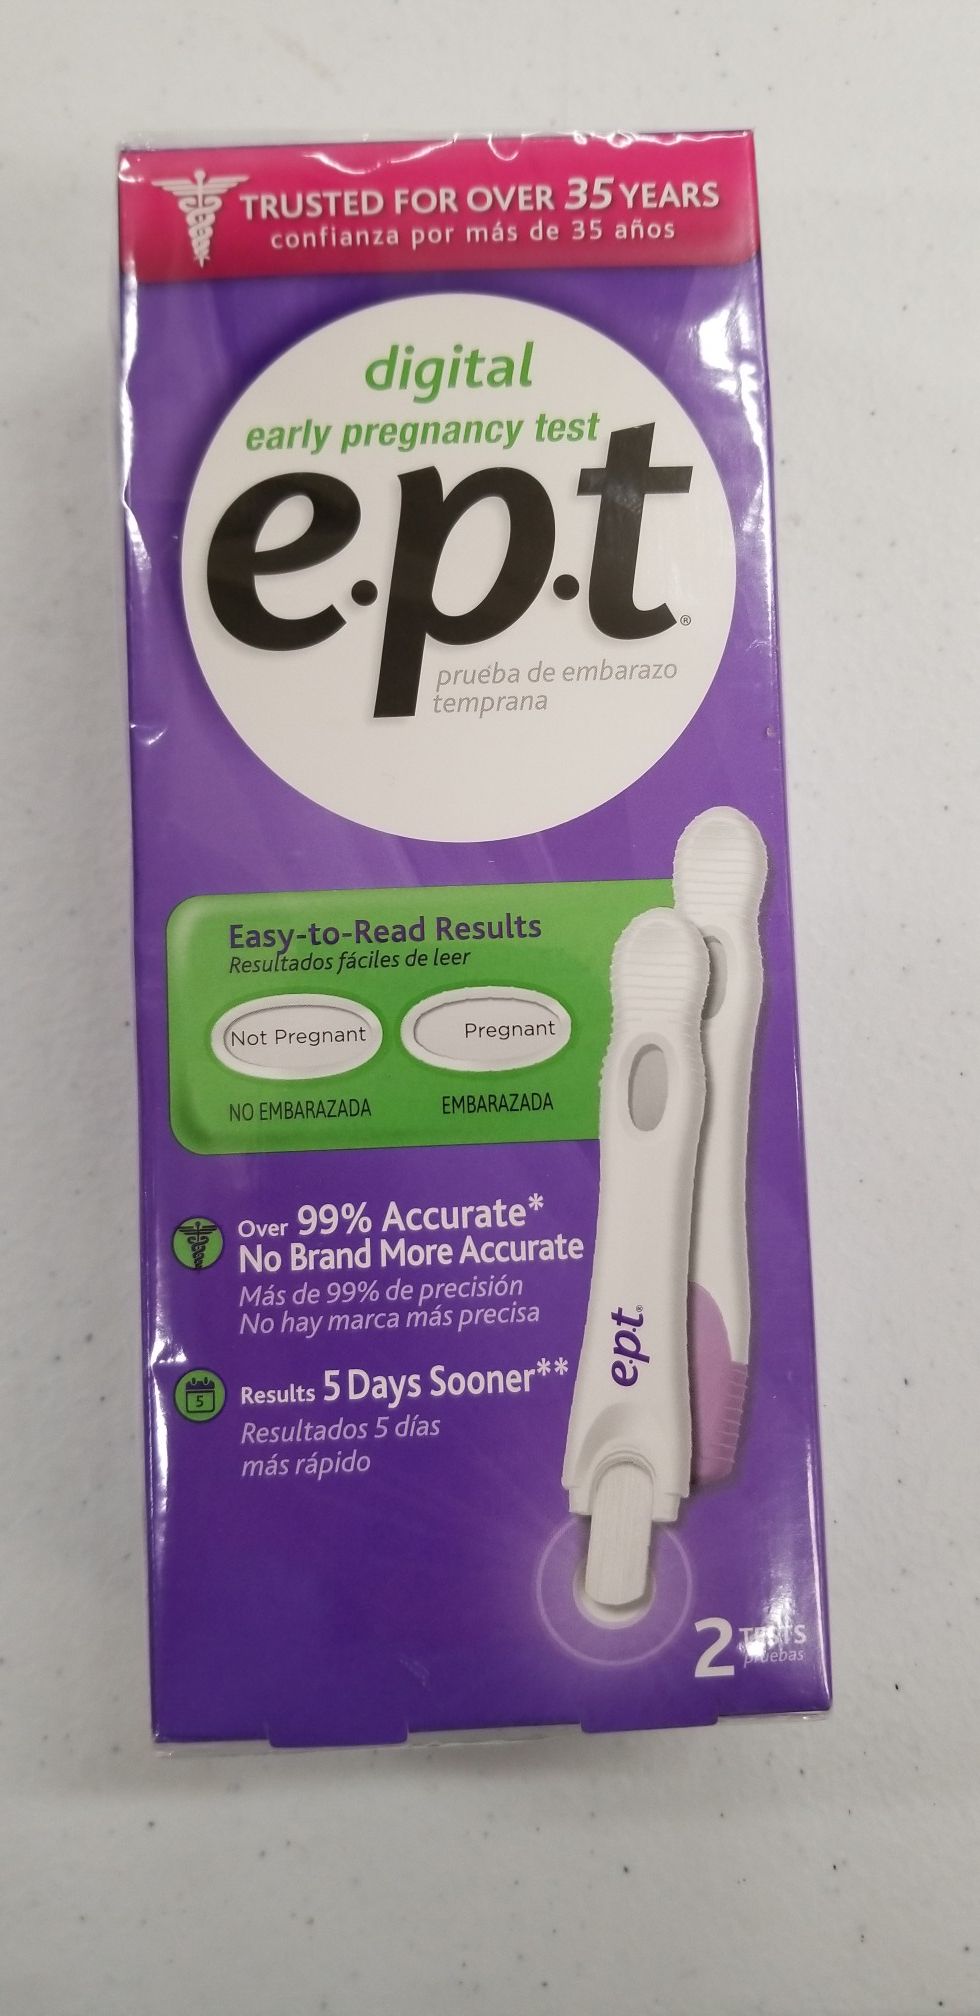 TRUSTED FOR OVER 35 YEARS
confianza por más de 35 años
digital
early pregnancy test
e.p.t®
prueba de embarazo
temprana
Easy-to-Read Results
Resultados fáciles de leer
Not Pregnant
Pregnant
NO EMBARAZADA
EMBARAZADA
Over 99% Accurate*
No Brand More Accurate
Más de 99% de precisión
No hay marca más precisa
5
Results 5 Days Sooner**
Resultados 5 días
más rápido
e.p.t®
2 TESTS
pruebas